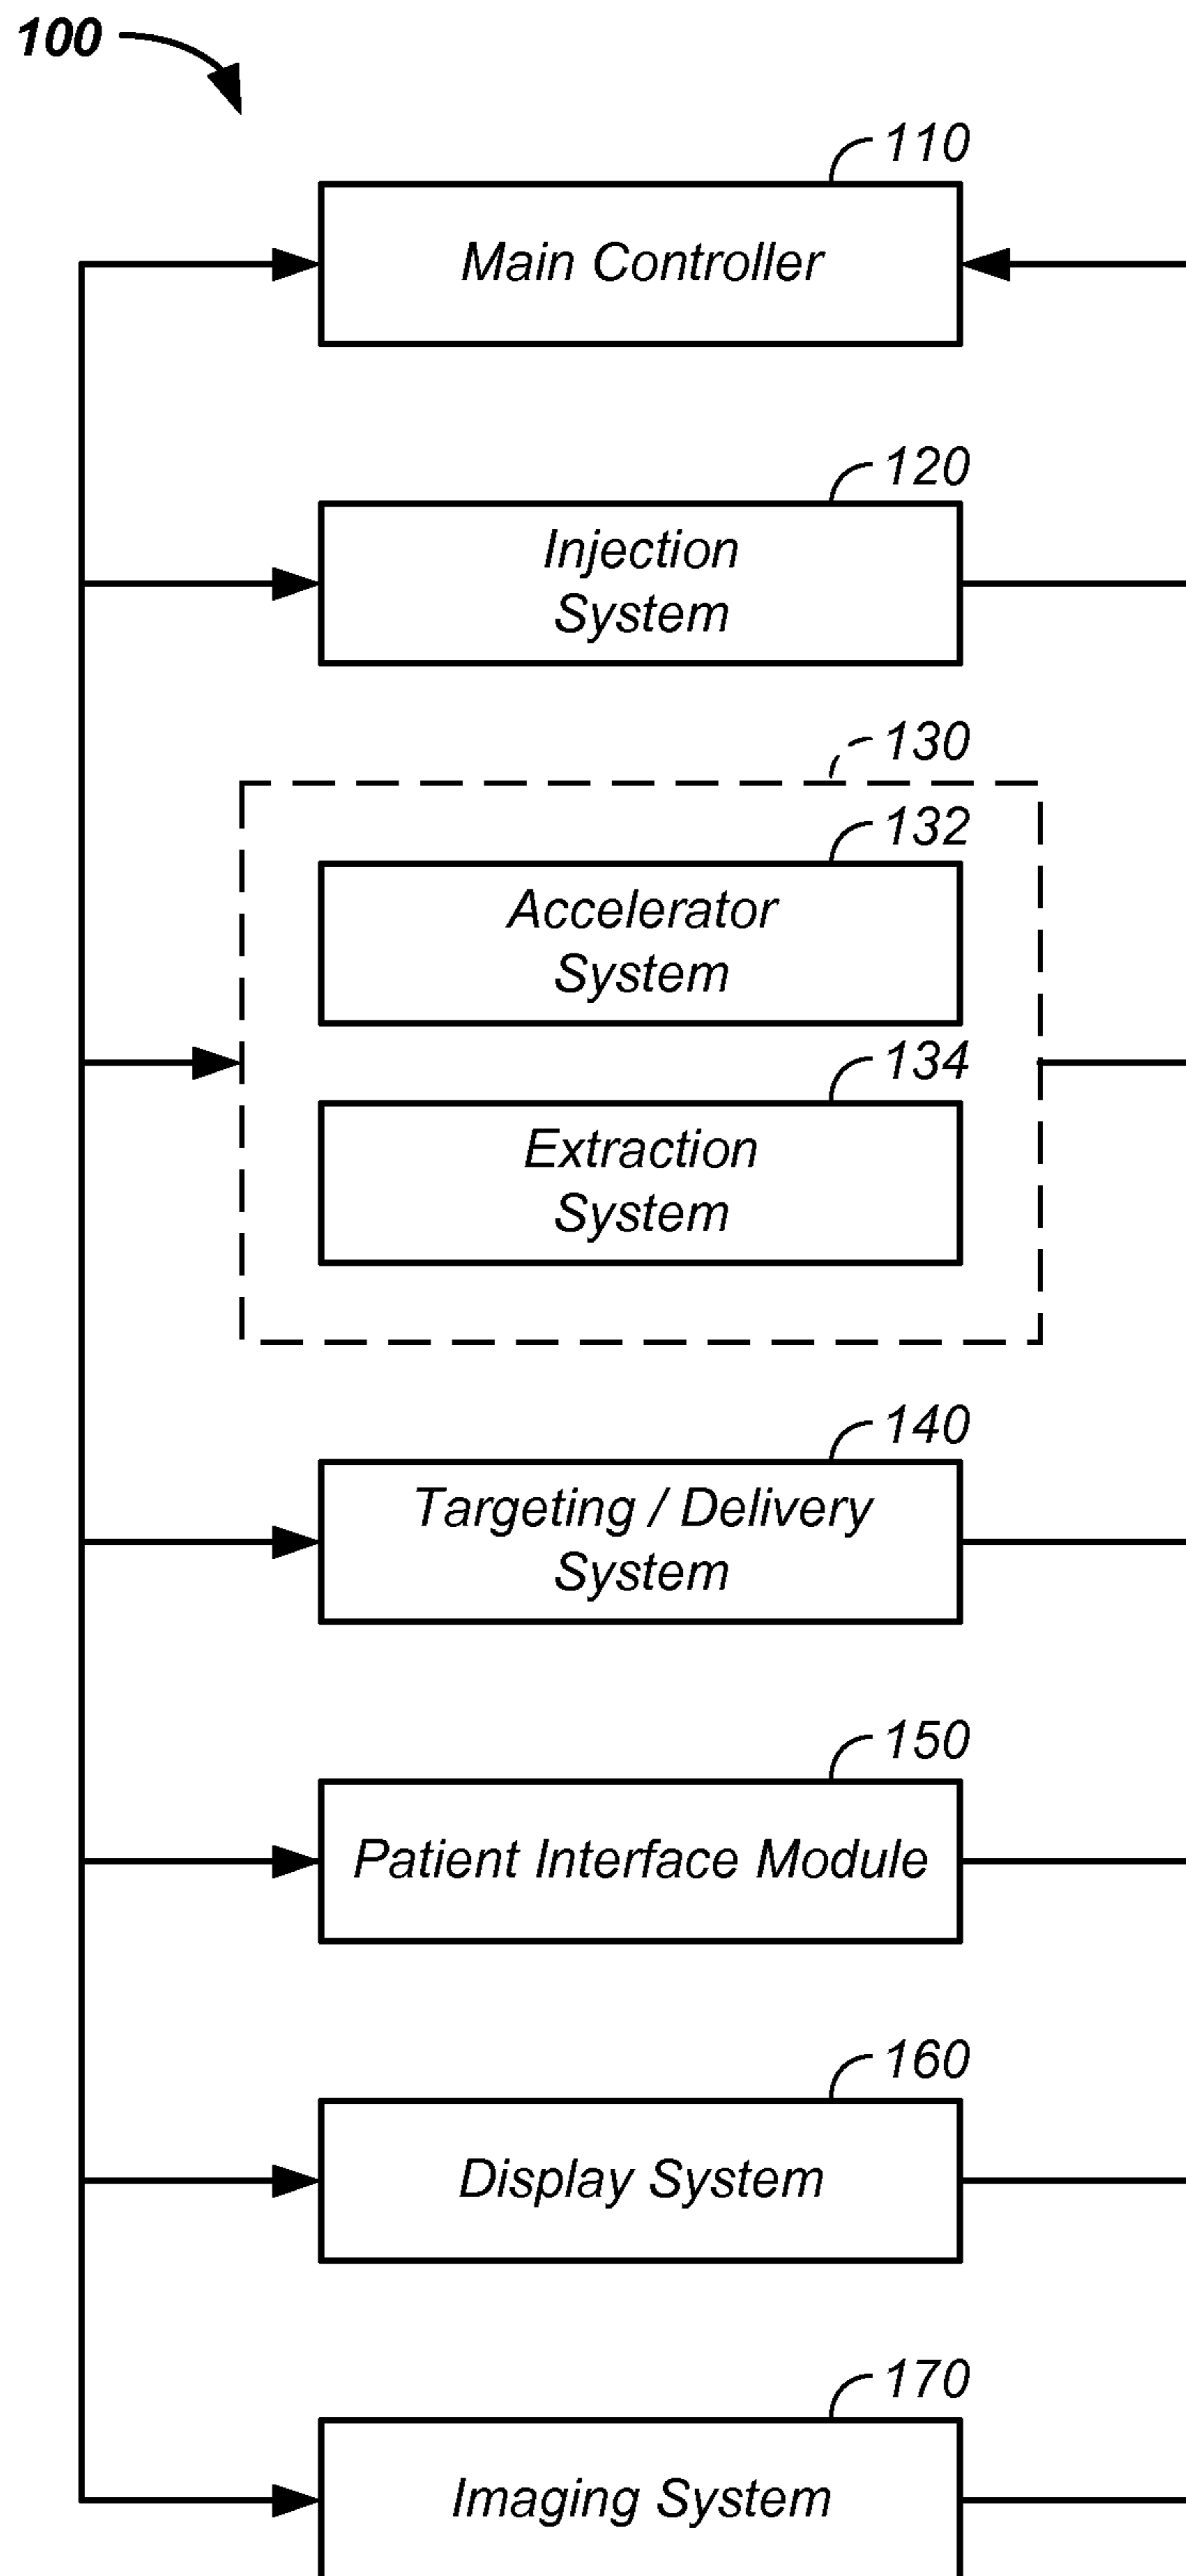 100
110
Main Controller
120
Injection
System
130
132
Accelerator
System
134
Extraction
System
140
Targeting / Delivery
System
150
Patient Interface Module
160
Display System
170
Imaging System